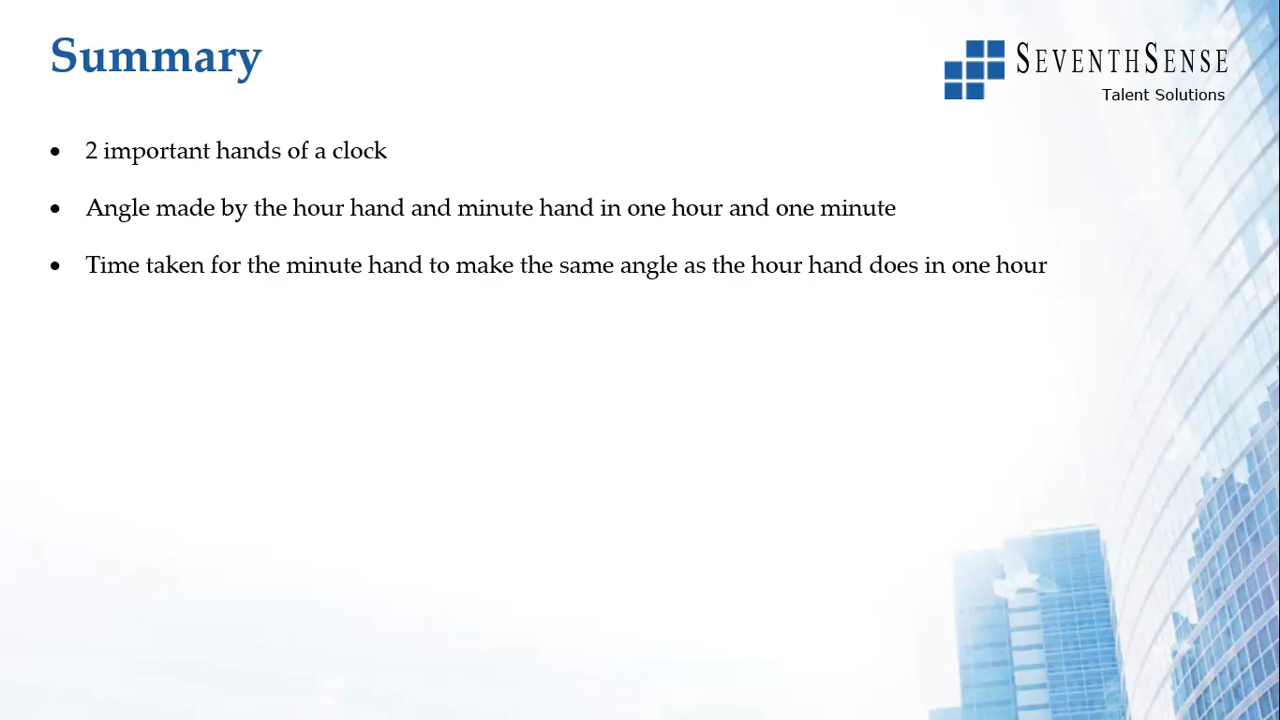 Summary
SEVENTHSENSE
Talent Solutions
• 2 important hands of a clock
• Angle made by the hour hand and minute hand in one hour and one minute
• Time taken for the minute hand to make the same angle as the hour hand does in one hour